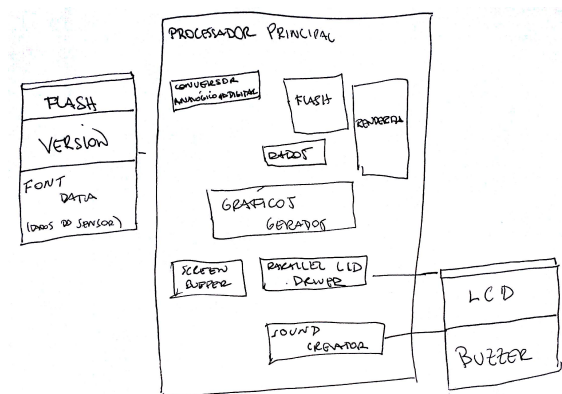 PROCESSADOR PRINCIPAL
FLASH
VERSION
FONT
DATA
(DADOS DO SENSOR)
CONVERSOR
ANALÓGICO DIGITAL
FLASH
RENDERIZA
DADOS
GRÁFICOS
GERADOS
SCREEN
BUFFER
PARALLEL LCD
DRIVER
SOUND
CREATOR
LCD
BUZZER